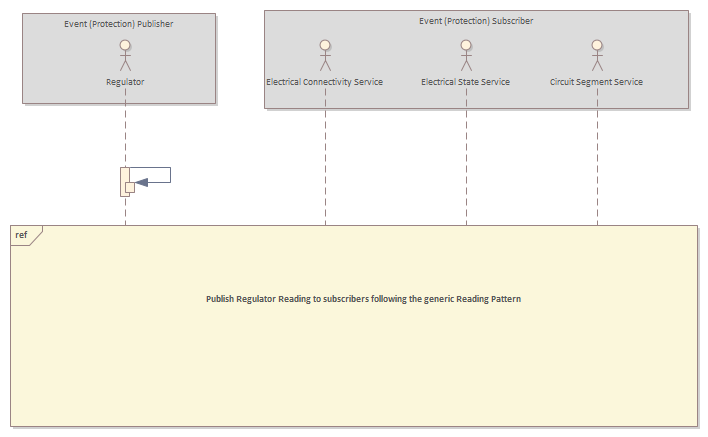 Event (Protection) Publisher
Regulator
Event (Protection) Subscriber
Electrical Connectivity Service
Electrical State Service
Circuit Segment Service
ref
Publish Regulator Reading to subscribers following the generic Reading Pattern